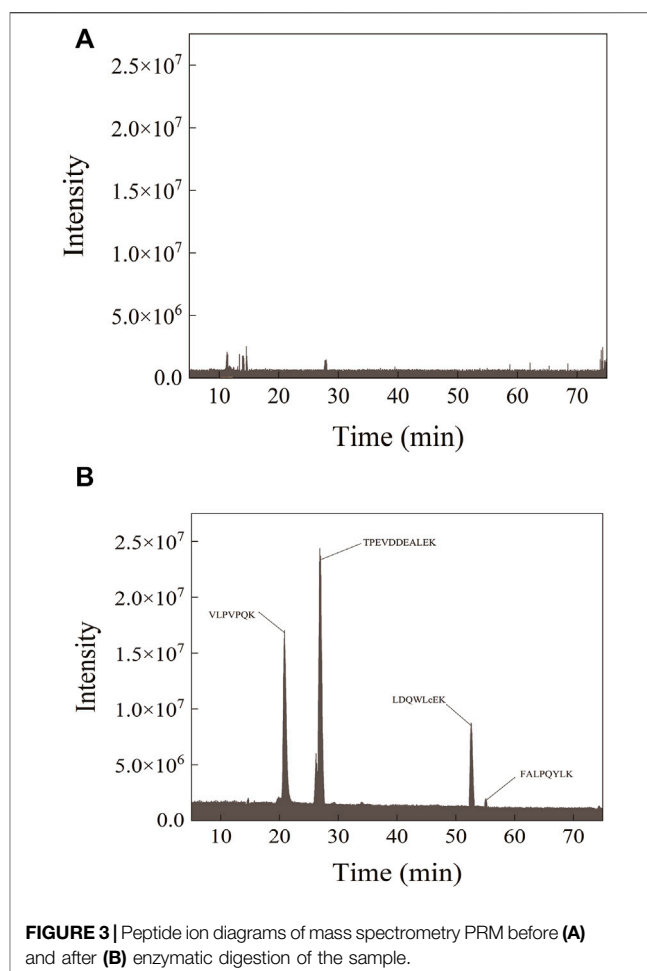 A
2.5×10⁷
2.0×10⁷
1.5×10⁷
1.0×10⁷
5.0×10⁶
0.0
Intensity
10 20 30 40 50 60 70
Time (min)
B
2.5×10⁷
2.0×10⁷
1.5×10⁷
1.0×10⁷
5.0×10⁶
0.0
Intensity
TPEVDDEALEK
VLPVPQK
LDQWLcEK
FALPQYLK
10 20 30 40 50 60 70
Time (min)
FIGURE 3 | Peptide ion diagrams of mass spectrometry PRM before (A)
and after (B) enzymatic digestion of the sample.